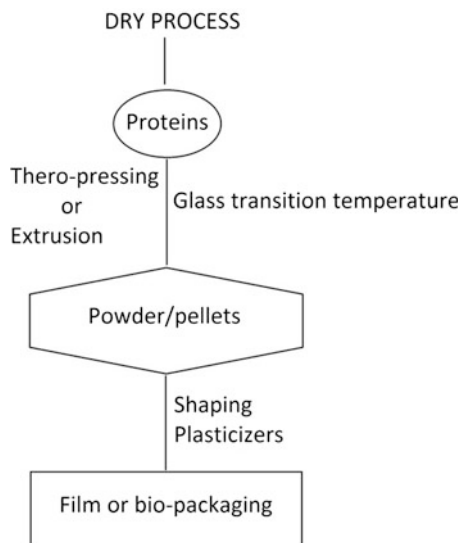 DRY PROCESS
Proteins
Thero-pressing
or
Extrusion
Glass transition temperature
Powder/pellets
Shaping
Plasticizers
Film or bio-packaging